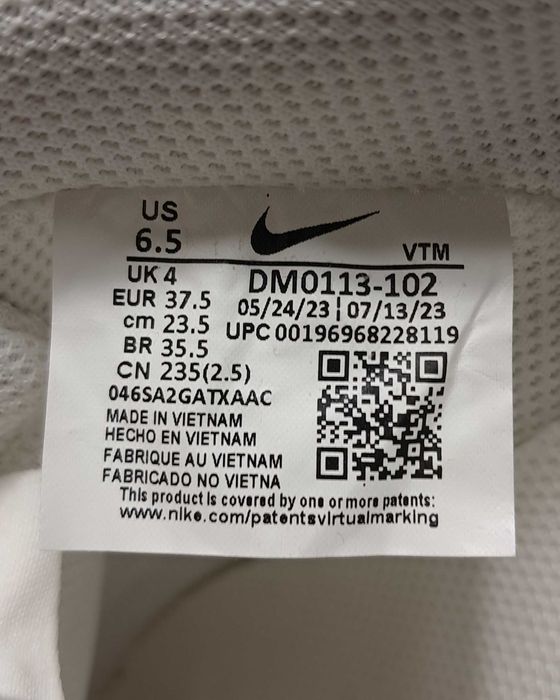 US
6.5
VTM
UK 4
DM0113-102
EUR 37.5
05/24/23 | 07/13/23
cm 23.5
UPC 00196968228119
BR 35.5
CN 235(2.5)
046SA2GATXAAC
MADE IN VIETNAM
HECHO EN VIETNAM
FABRIQUE AU VIETNAM
FABRICADO NO VIETNA
This product is covered by one or more patents:
www.nike.com/patentsvirtualmarking